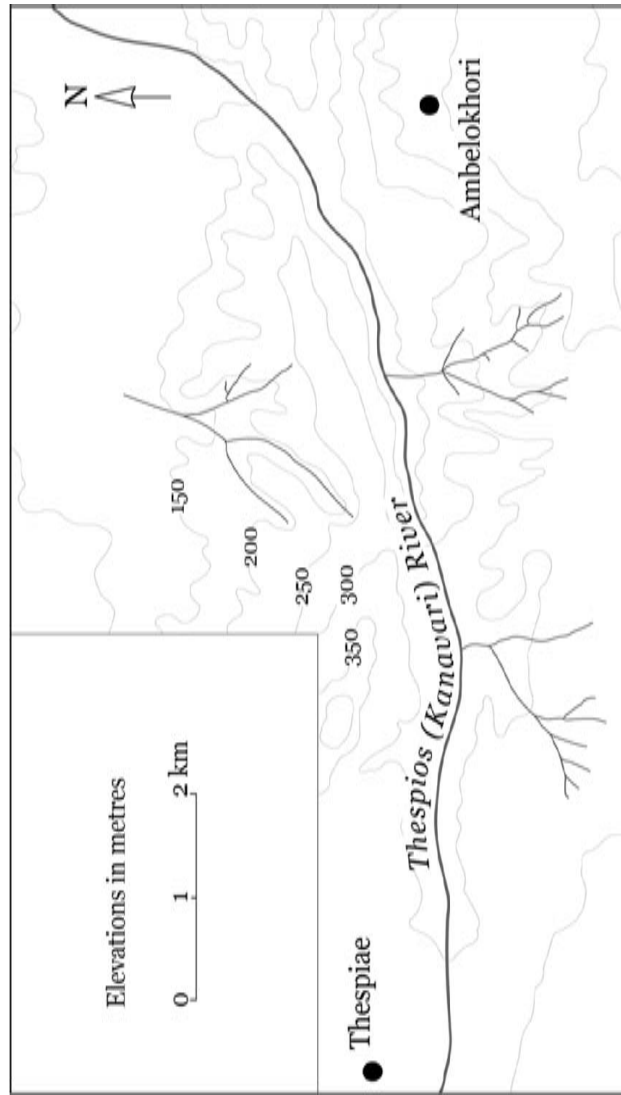 Elevations in metres
0 1 2 km
N
150
200
250
300
350
Thespiae
Thespios (Kanavari) River
Ambelokhori